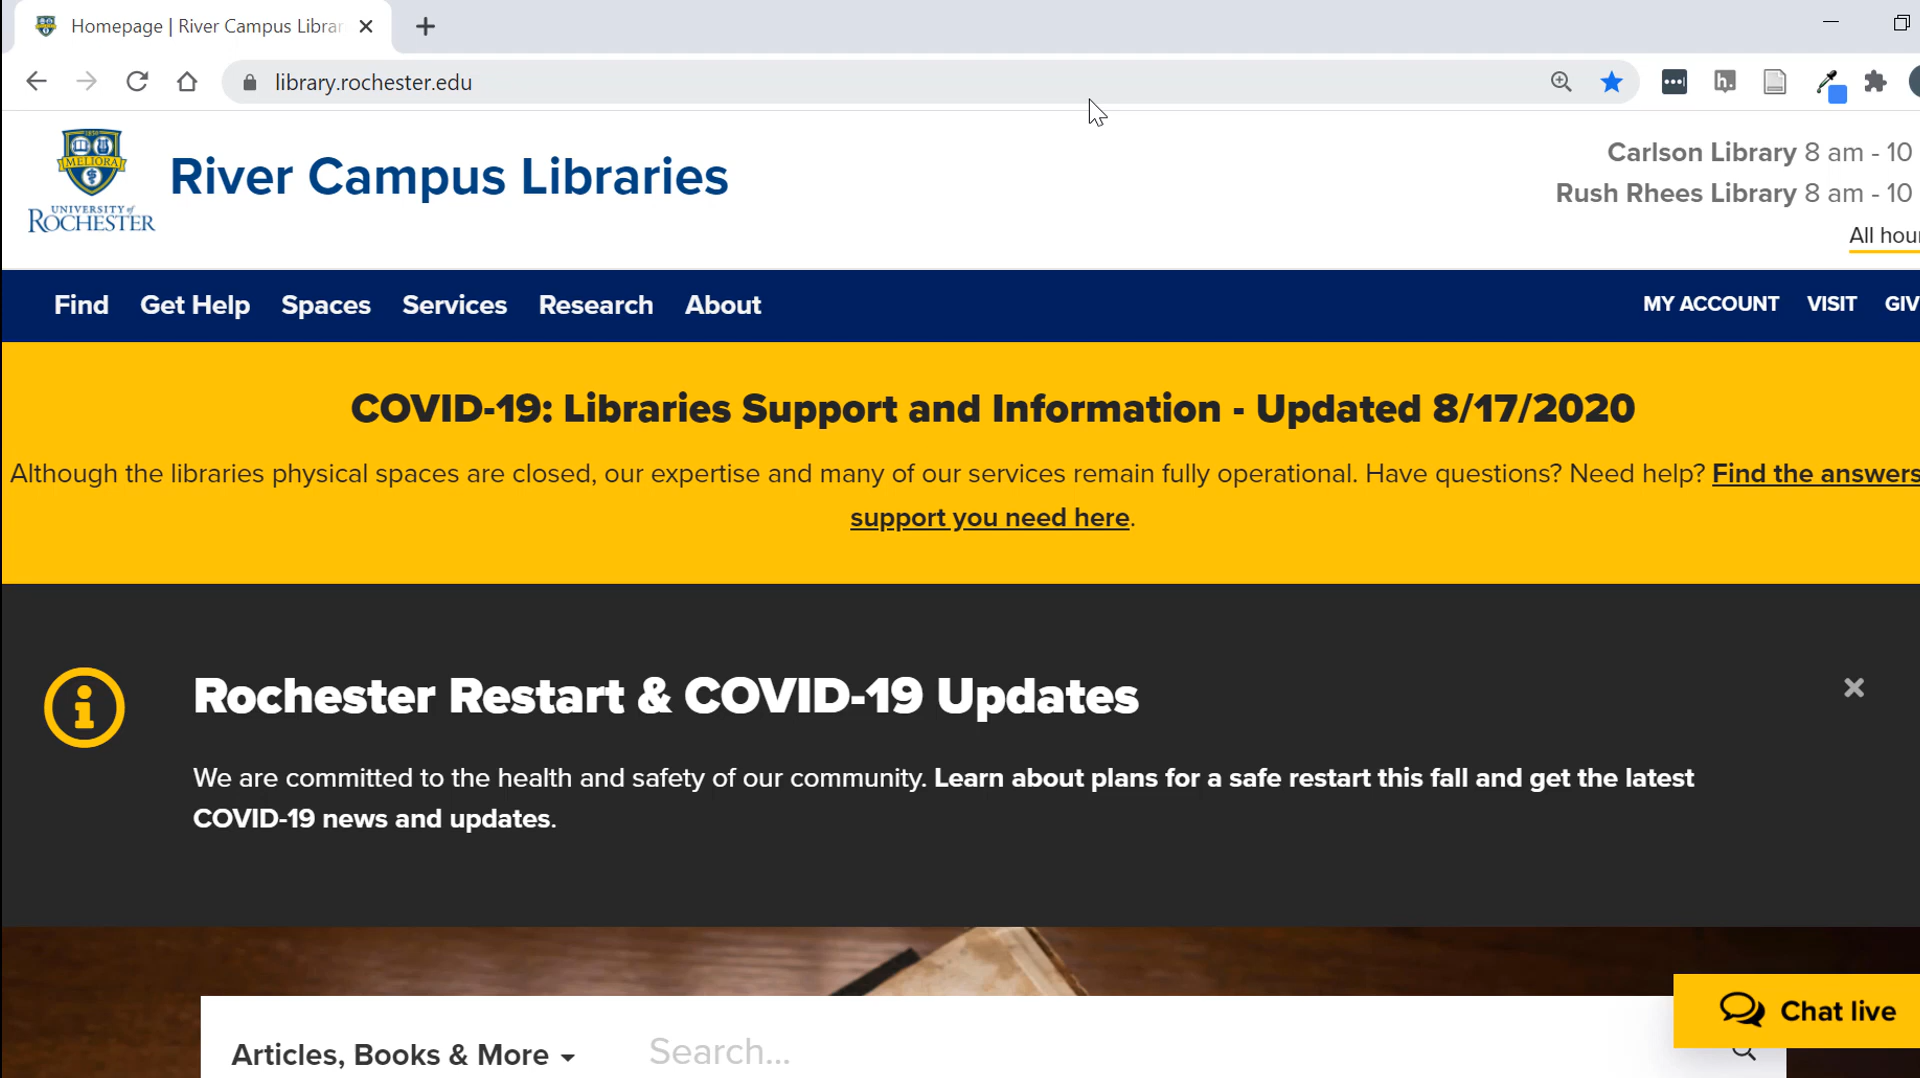 Homepage | River Campus Librar
library.rochester.edu
MELIORA
UNIVERSITY of
ROCHESTER
River Campus Libraries
Carlson Library 8 am - 10
Rush Rhees Library 8 am - 10
All hour
Find Get Help Spaces Services Research About
MY ACCOUNT VISIT GIV
COVID-19: Libraries Support and Information - Updated 8/17/2020
Although the libraries physical spaces are closed, our expertise and many of our services remain fully operational. Have questions? Need help? Find the answers
support you need here.
Rochester Restart & COVID-19 Updates
We are committed to the health and safety of our community. Learn about plans for a safe restart this fall and get the latest
COVID-19 news and updates.
Chat live
Articles, Books & More Search...